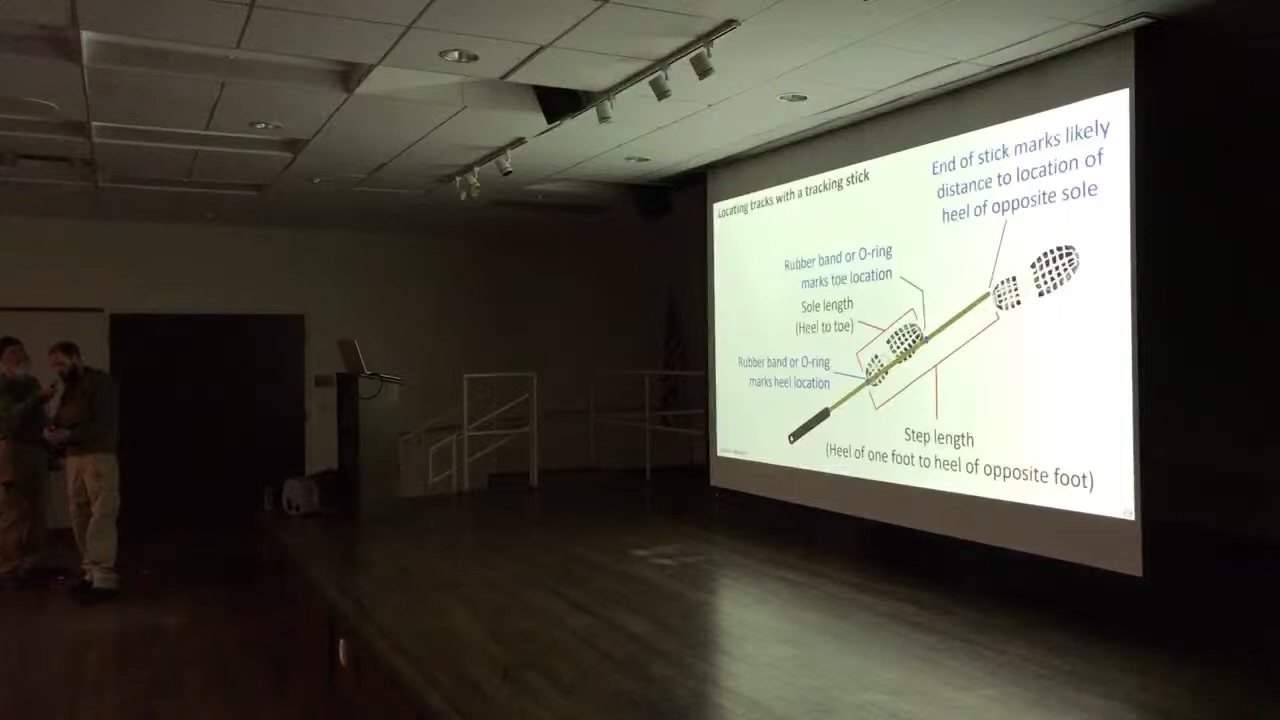 Locating tracks with a tracking stick
End of stick marks likely
distance to location of
heel of opposite sole
Rubber band or O-ring
marks toe location
Sole length
(Heel to toe)
Rubber band or O-ring
marks heel location
Step length
(Heel of one foot to heel of opposite foot)